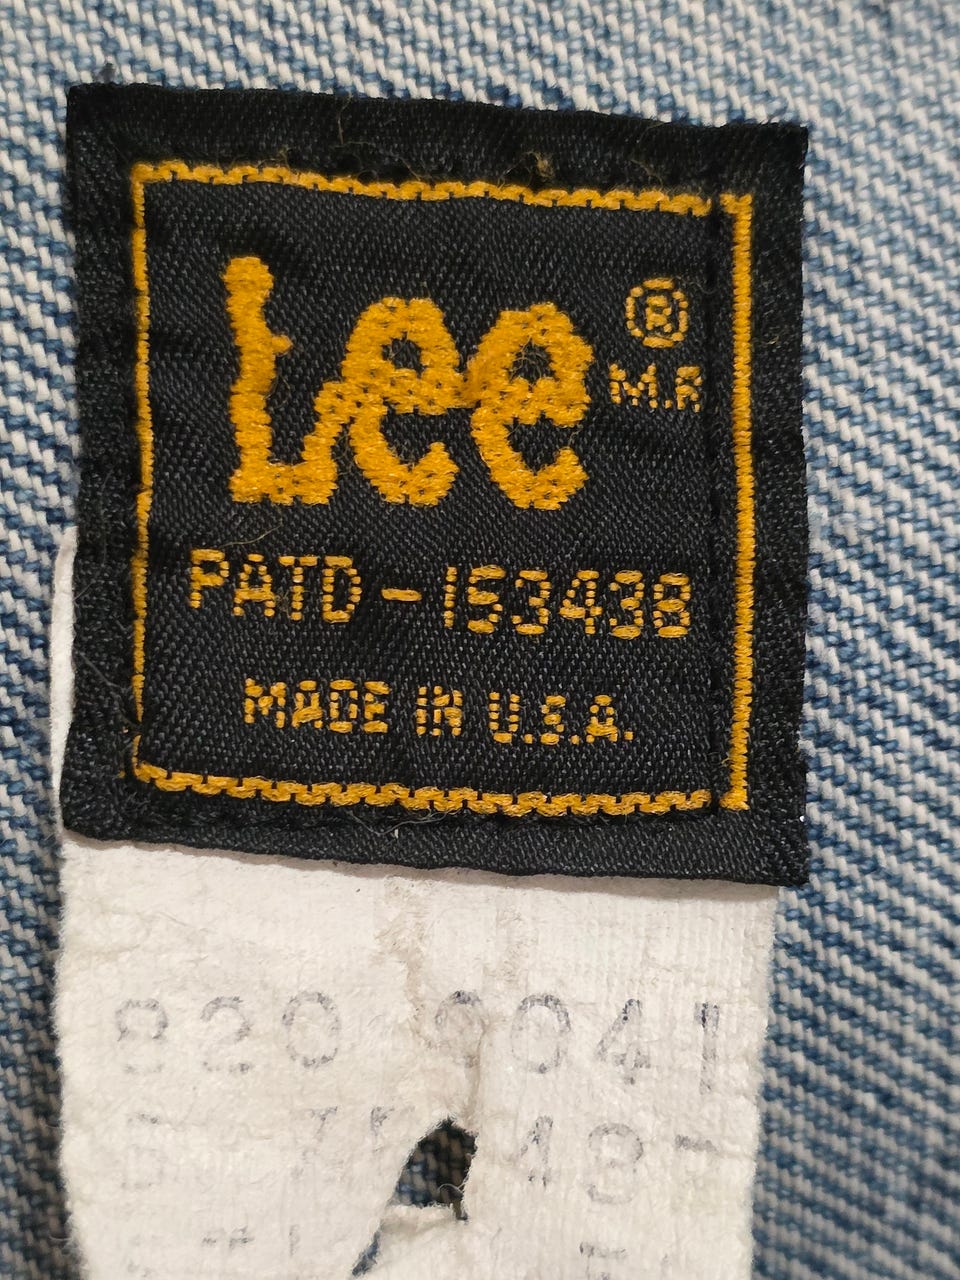 Lee ®
M.R
PATD - 153438
MADE IN U.S.A.
820 0041